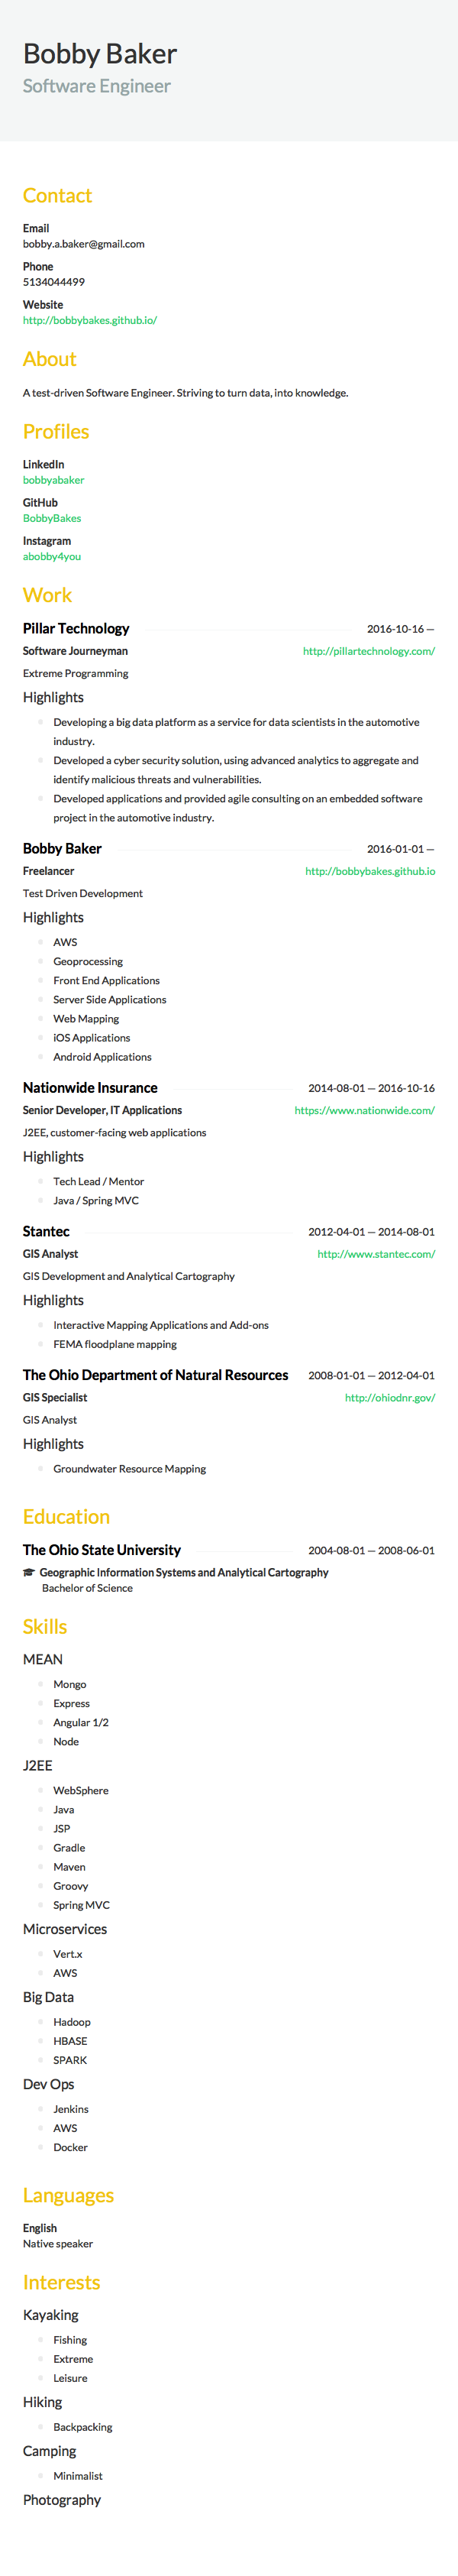 Bobby Baker
Software Engineer
Contact
Email
bobby.a.baker@gmail.com
Phone
5134044499
Website
http://bobbybakes.github.io/
About
A test-driven Software Engineer. Striving to turn data, into knowledge.
Profiles
LinkedIn
bobbyabaker
GitHub
BobbyBakes
Instagram
abobby4you
Work
Pillar Technology 2016-10-16 —
Software Journeyman http://pillartechnology.com/
Extreme Programming
Highlights
Developing a big data platform as a service for data scientists in the automotive
industry.
Developed a cyber security solution, using advanced analytics to aggregate and
identify malicious threats and vulnerabilities.
Developed applications and provided agile consulting on an embedded software
project in the automotive industry.
Bobby Baker 2016-01-01 —
Freelancer http://bobbybakes.github.io
Test Driven Development
Highlights
AWS
Geoprocessing
Front End Applications
Server Side Applications
Web Mapping
iOS Applications
Android Applications
Nationwide Insurance 2014-08-01 — 2016-10-16
Senior Developer, IT Applications https://www.nationwide.com/
J2EE, customer-facing web applications
Highlights
Tech Lead / Mentor
Java / Spring MVC
Stantec 2012-04-01 — 2014-08-01
GIS Analyst http://www.stantec.com/
GIS Development and Analytical Cartography
Highlights
Interactive Mapping Applications and Add-ons
FEMA floodplane mapping
The Ohio Department of Natural Resources 2008-01-01 — 2012-04-01
GIS Specialist http://ohiodnr.gov/
GIS Analyst
Highlights
Groundwater Resource Mapping
Education
The Ohio State University 2004-08-01 — 2008-06-01
Geographic Information Systems and Analytical Cartography
Bachelor of Science
Skills
MEAN
Mongo
Express
Angular 1/2
Node
J2EE
WebSphere
Java
JSP
Gradle
Maven
Groovy
Spring MVC
Microservices
Vert.x
AWS
Big Data
Hadoop
HBASE
SPARK
Dev Ops
Jenkins
AWS
Docker
Languages
English
Native speaker
Interests
Kayaking
Fishing
Extreme
Leisure
Hiking
Backpacking
Camping
Minimalist
Photography